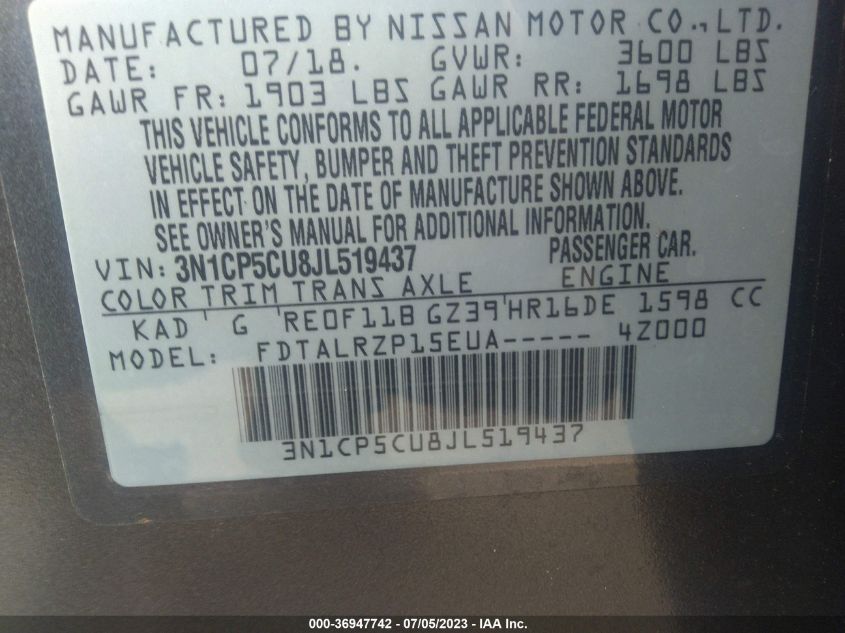 MANUFACTURED BY NISSAN MOTOR CO., LTD.
DATE: 07/18. GVWR: 3600 LBS
GAWR FR: 1903 LBS GAWR RR: 1698 LBS
THIS VEHICLE CONFORMS TO ALL APPLICABLE FEDERAL MOTOR
VEHICLE SAFETY, BUMPER AND THEFT PREVENTION STANDARDS
IN EFFECT ON THE DATE OF MANUFACTURE SHOWN ABOVE.
SEE OWNER'S MANUAL FOR ADDITIONAL INFORMATION.
VIN: 3N1CP5CU8JL519437 PASSENGER CAR.
COLOR TRIM TRANS AXLE ENGINE
KAD ' G 'RE0F11B GZ39'HR16DE 1598 CC
MODEL: FDTALRZP15EUA----- 4Z000
3N1CP5CU8JL519437
000-36947742 - 07/05/2023 - IAA Inc.